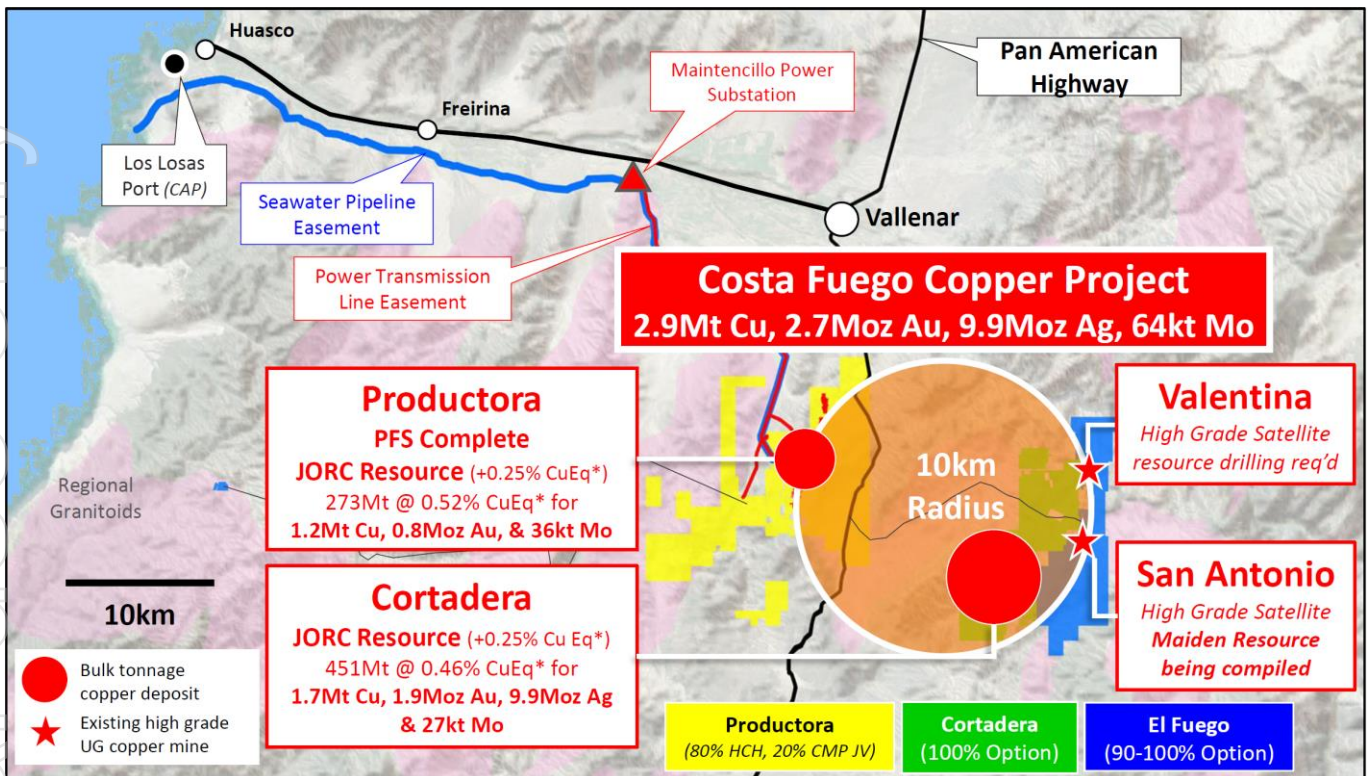 Huasco
Freirina
Maintencillo Power
Substation
Pan American
Highway
Los Losas
Port (CAP)
Seawater Pipeline
Easement
Vallenar
Power Transmission
Line Easement
Costa Fuego Copper Project
2.9Mt Cu, 2.7Moz Au, 9.9Moz Ag, 64kt Mo
Productora
PFS Complete
JORC Resource (+0.25% CuEq*)
273Mt @ 0.52% CuEq* for
1.2Mt Cu, 0.8Moz Au, & 36kt Mo
Valentina
High Grade Satellite
resource drilling req'd
10km
Radius
Regional
Granitoids
10km
Cortadera
JORC Resource (+0.25% Cu Eq*)
451Mt @ 0.46% CuEq* for
1.7Mt Cu, 1.9Moz Au, 9.9Moz Ag
& 27kt Mo
San Antonio
High Grade Satellite
Maiden Resource
being compiled
Bulk tonnage
copper deposit
Existing high grade
UG copper mine
Productora
(80% HCH, 20% CMP JV)
Cortadera
(100% Option)
El Fuego
(90-100% Option)